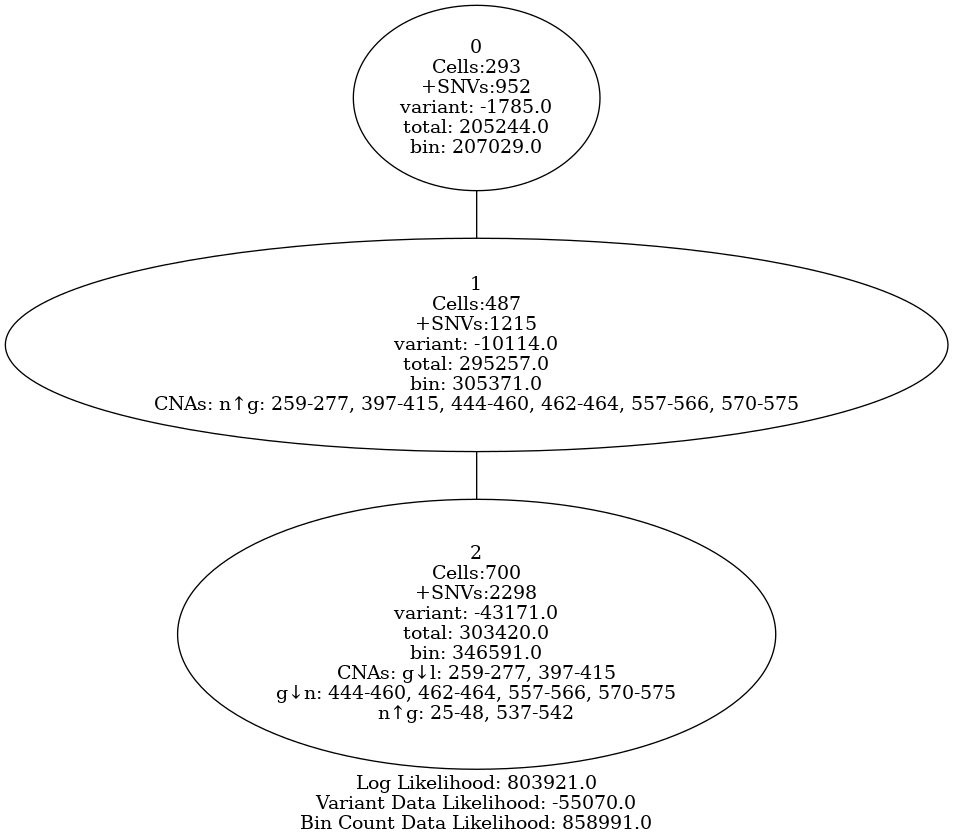 0
Cells:293
+SNVs:952
variant: -1785.0
total: 205244.0
bin: 207029.0
1
Cells:487
+SNVs:1215
variant: -10114.0
total: 295257.0
bin: 305371.0
CNAs: n↑g: 259-277, 397-415, 444-460, 462-464, 557-566, 570-575
2
Cells:700
+SNVs:2298
variant: -43171.0
total: 303420.0
bin: 346591.0
CNAs: g↓l: 259-277, 397-415
g↓n: 444-460, 462-464, 557-566, 570-575
n↑g: 25-48, 537-542
Log Likelihood: 803921.0
Variant Data Likelihood: -55070.0
Bin Count Data Likelihood: 858991.0